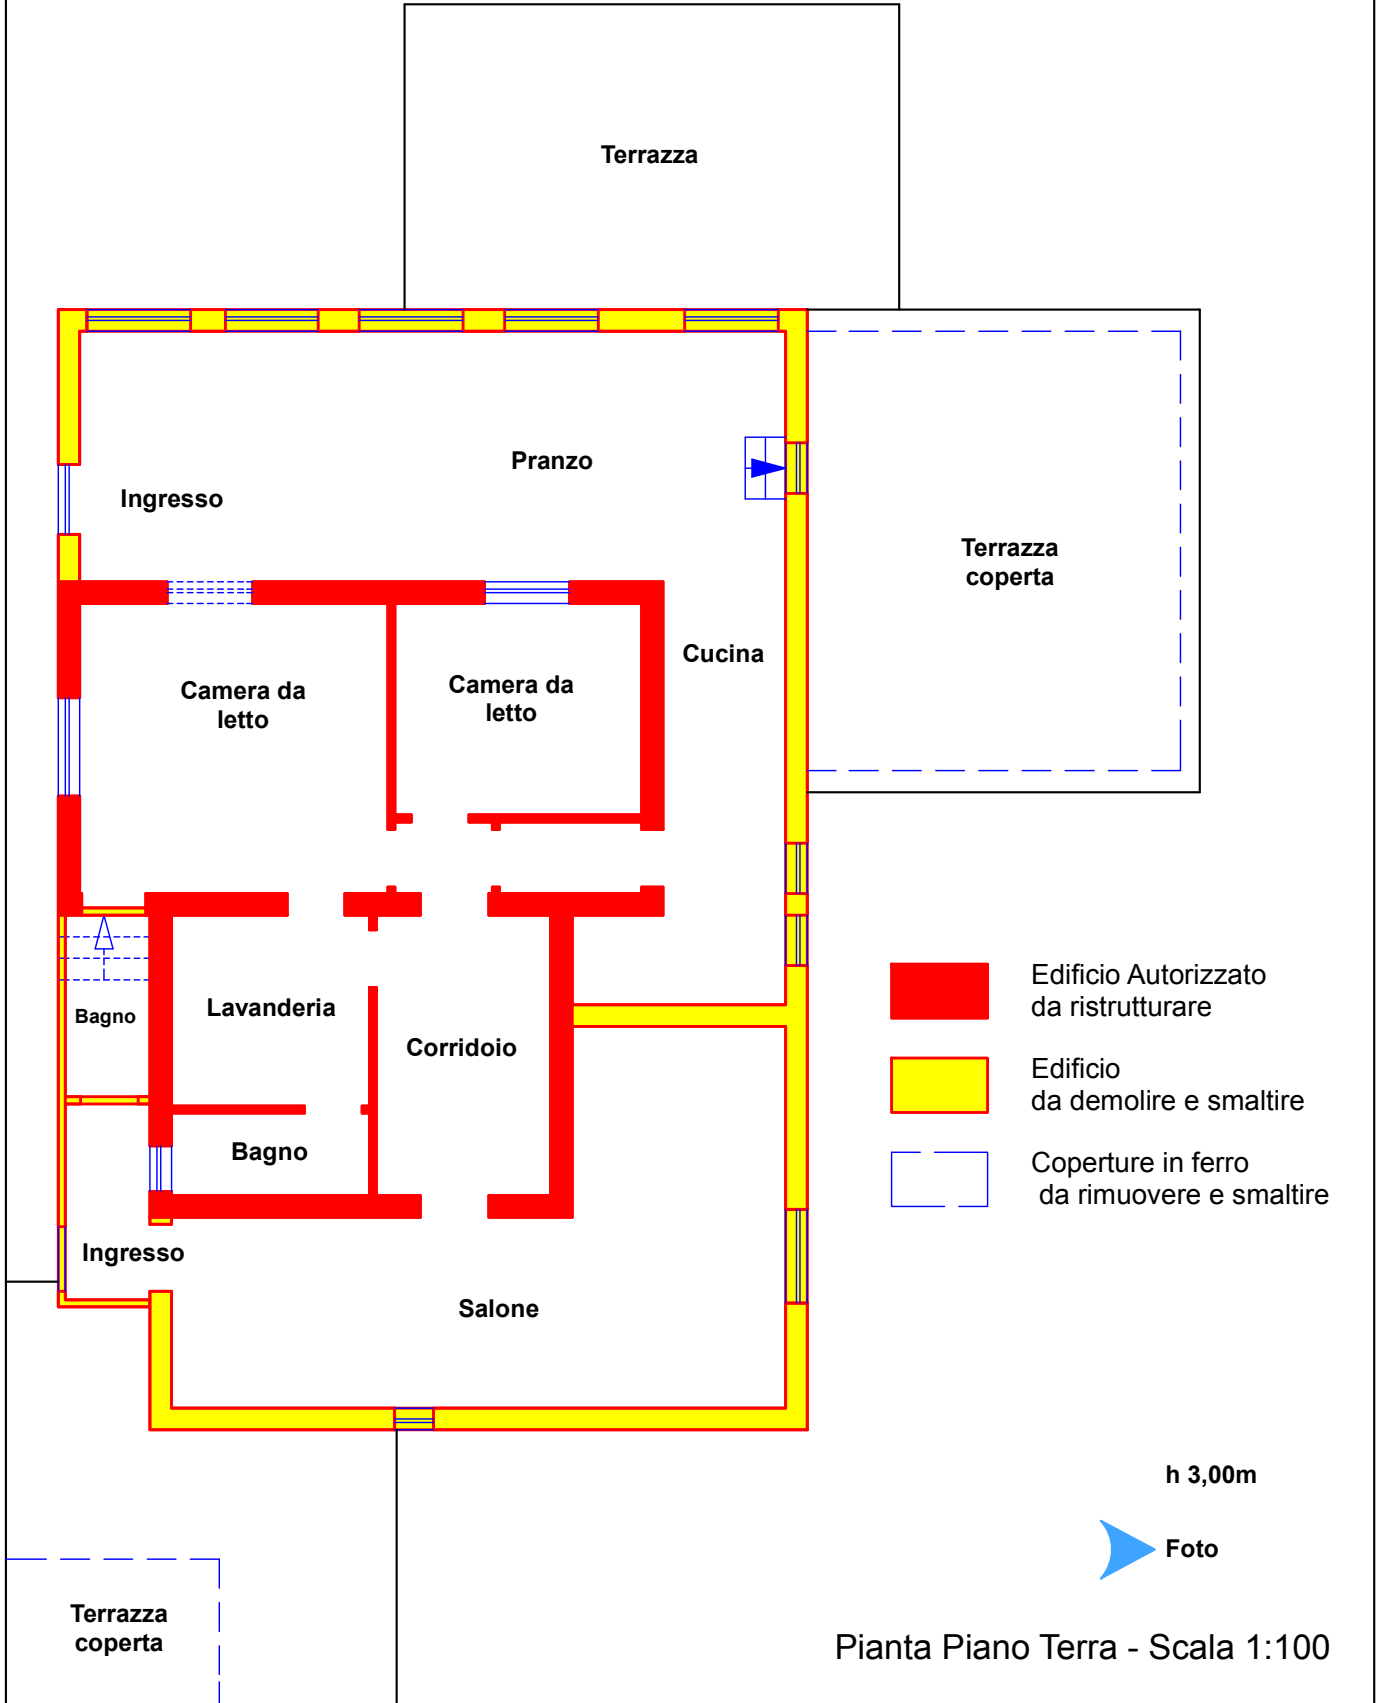 Terrazza
Pranzo
Ingresso
Terrazza
coperta
Cucina
Camera da
letto
Camera da
letto
Edificio Autorizzato
da ristrutturare
Lavanderia
Bagno
Corridoio
Edificio
da demolire e smaltire
Bagno
Coperture in ferro
da rimuovere e smaltire
Ingresso
Salone
h 3,00m
Foto
Terrazza
coperta
Pianta Piano Terra - Scala 1:100